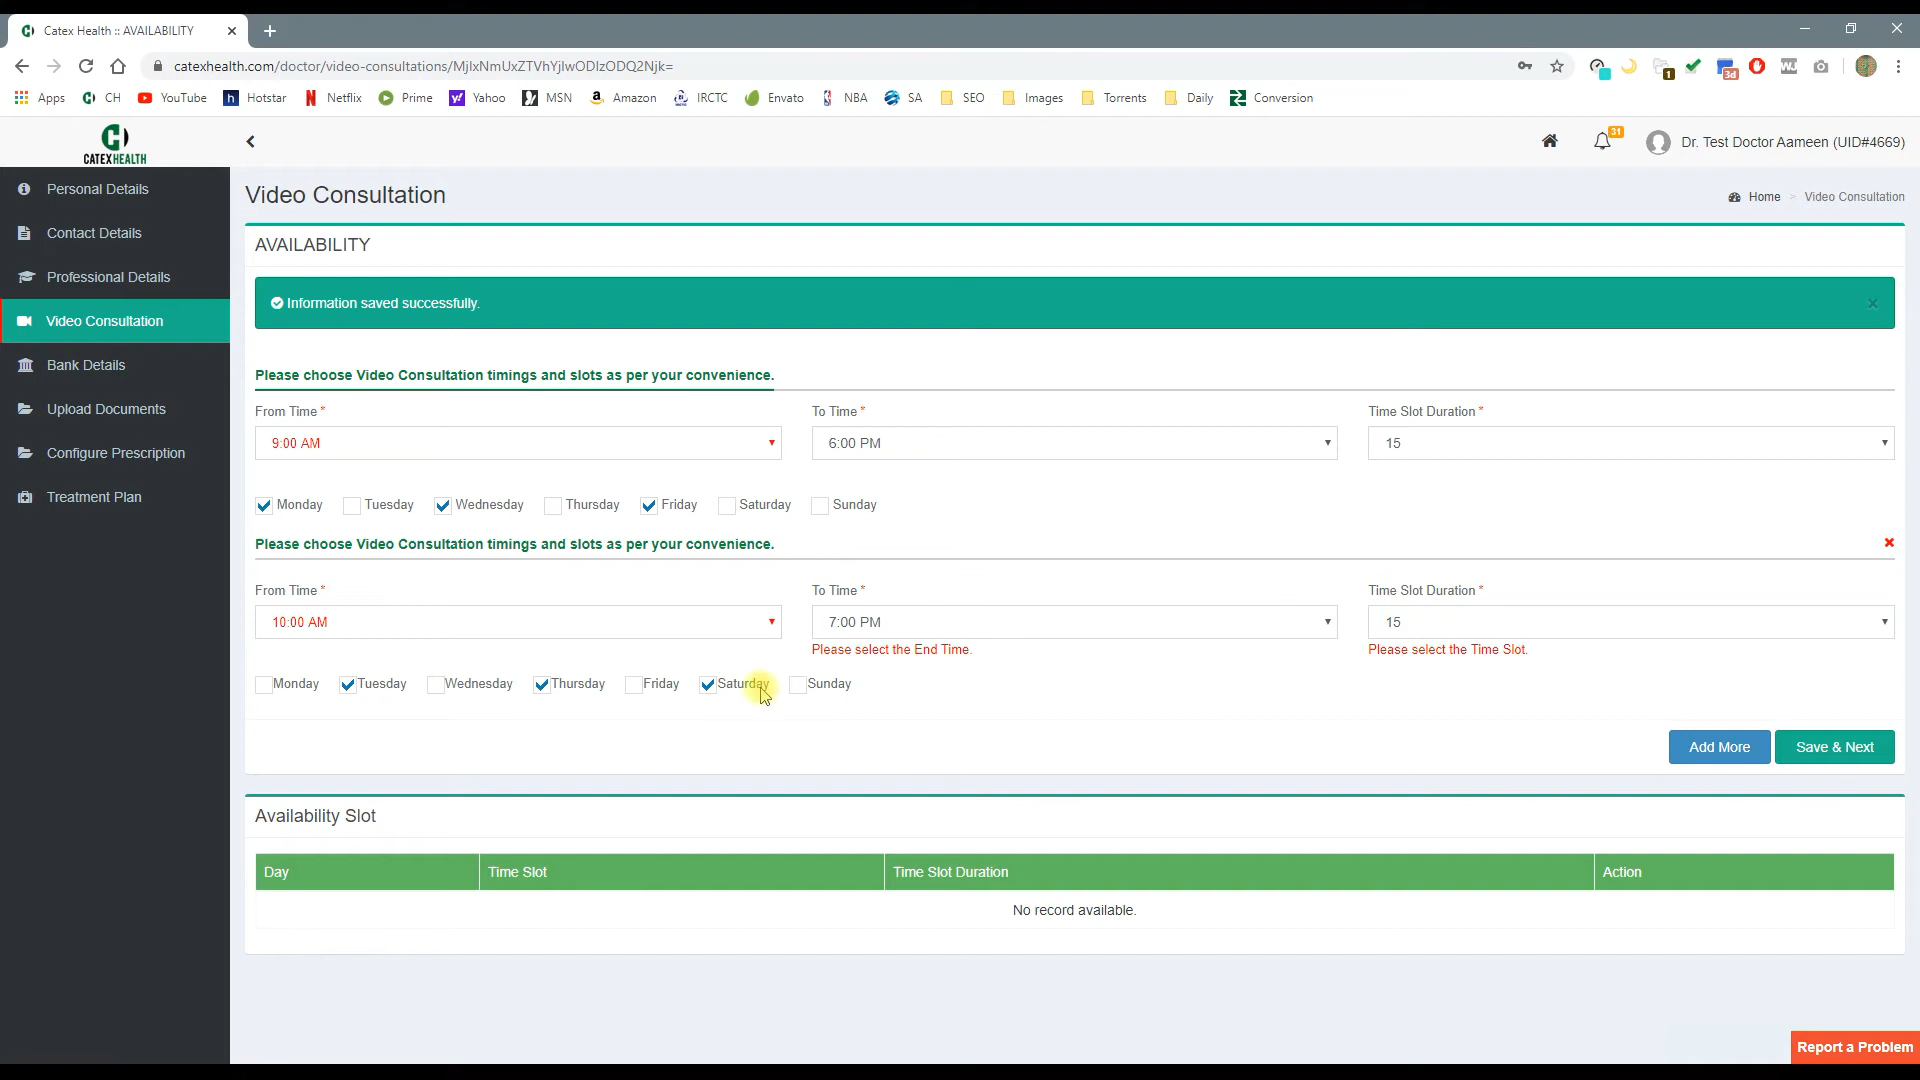 Catex Health :: AVAILABILITY
catexhealth.com/doctor/video-consultations/MjIxNmUxZTVhYjIwODIzODQ2Njk=
Apps CH YouTube Hotstar Netflix Prime Yahoo MSN Amazon IRCTC Envato NBA SA SEO Images Torrents Daily Conversion
1
3d
CATEXHEALTH
31
Dr. Test Doctor Aameen (UID#4669)
Personal Details
Contact Details
Professional Details
Video Consultation
Bank Details
Upload Documents
Configure Prescription
Treatment Plan
Video Consultation
Home > Video Consultation
AVAILABILITY
Information saved successfully.
×
Please choose Video Consultation timings and slots as per your convenience.
From Time * To Time * Time Slot Duration *
9:00 AM 6:00 PM 15
Monday Tuesday Wednesday Thursday Friday Saturday Sunday
Please choose Video Consultation timings and slots as per your convenience.
From Time * To Time * Time Slot Duration *
10:00 AM 7:00 PM 15
Please select the End Time. Please select the Time Slot.
Monday Tuesday Wednesday Thursday Friday Saturday Sunday
Add More Save & Next
Availability Slot
Day Time Slot Time Slot Duration Action
No record available.
Report a Problem